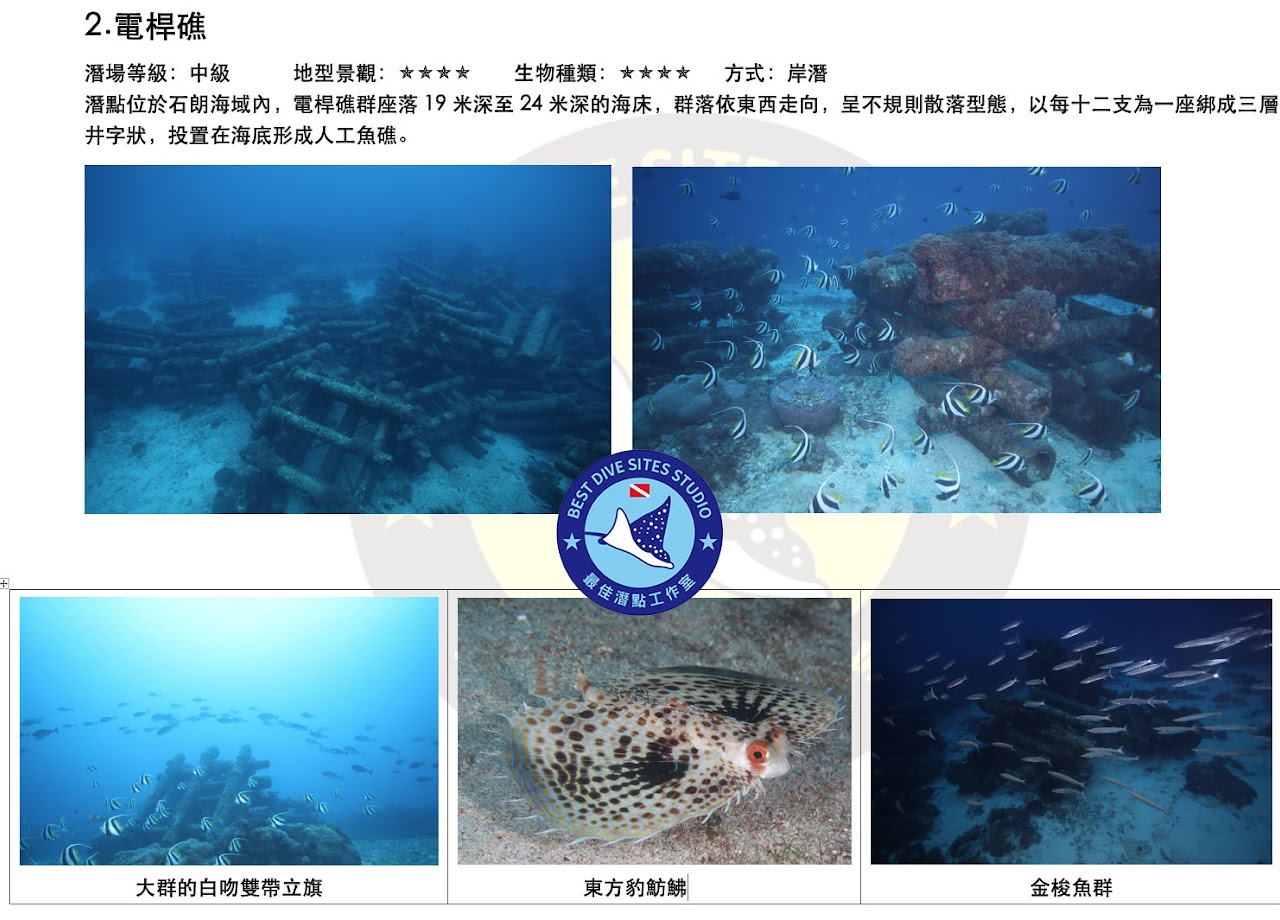 2.電桿礁
潛場等級：中級 地型景觀：★★★★ 生物種類：★★★★ 方式：岸潛
潛點位於石朗海域內，電桿礁群座落 19 米深至 24 米深的海床，群落依東西走向，呈不規則散落型態，以每十二支為一座綁成三層
井字狀，投置在海底形成人工魚礁。
BEST DIVE SITES STUDIO
最佳潛點工作室
大群的白吻雙帶立旗
東方豹魴鮄
金梭魚群